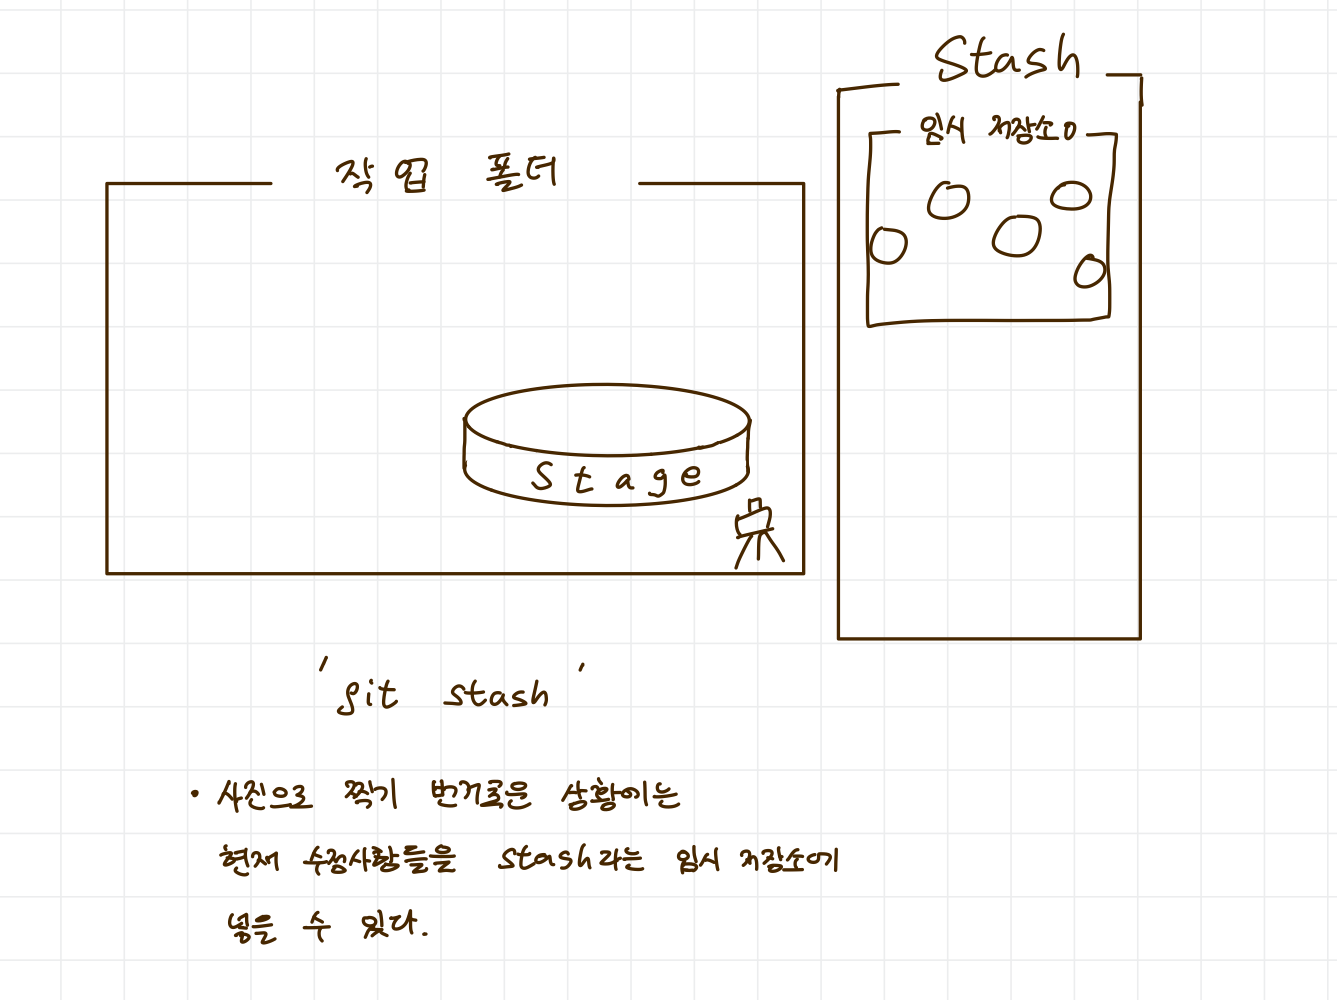 Stash
임시 저장소0
작업 폴더
Stage
'git stash'
• 사진으로 찍기 번거로운 상황에는
현재 수정사항들을 stash라는 임시 저장소에
넣을 수 있다.